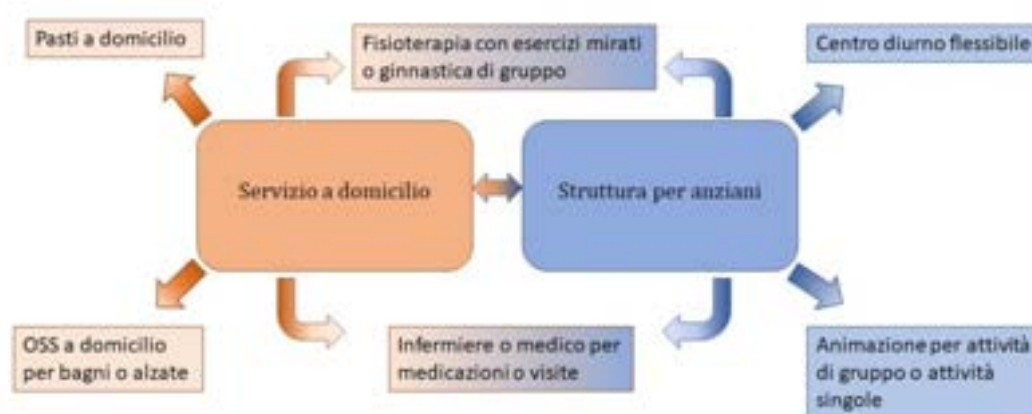 Pasti a domicilio
Fisioterapia con esercizi mirati
o ginnastica di gruppo
Centro diurno flessibile
Servizio a domicilio
Struttura per anziani
OSS a domicilio
per bagni o alzate
Infermiere o medico per
medicazioni o visite
Animazione per attività
di gruppo o attività
singole